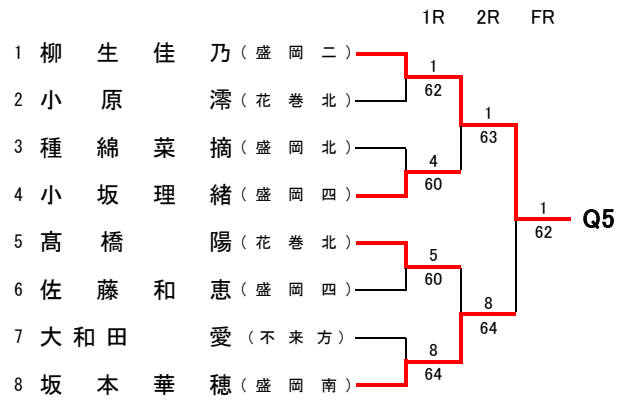 1R 2R FR
1 柳生佳乃(盛岡二)
2 小原澪(花巻北)
3 種綿菜摘(盛岡北)
4 小坂理緒(盛岡四)
5 髙橋陽(花巻北)
6 佐藤和恵(盛岡四)
7 大和田愛(不来方)
8 坂本華穂(盛岡南)
1
62
4
60
5
60
8
64
1
63
8
64
1
62
Q5